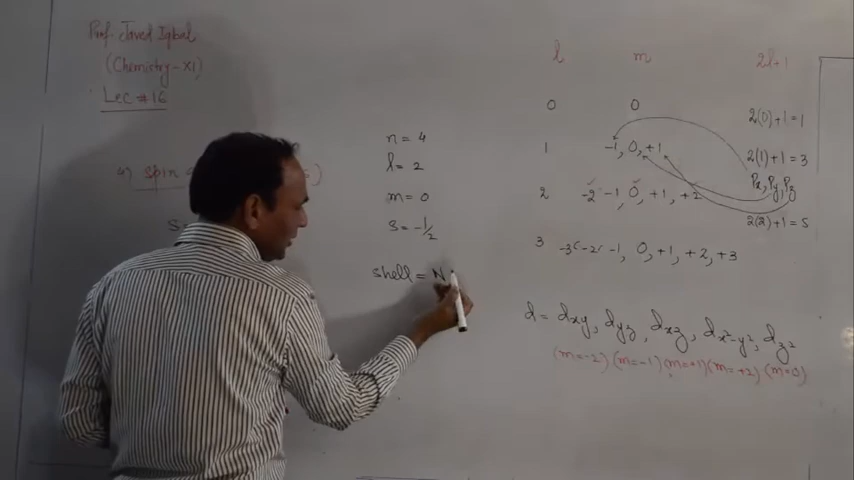 Prof. Javed Iqbal
(Chemistry-XI)
Lec # 16
4) spin
n = 4
l = 2
m = 0
s = -1/2
shell = N
l m 2l+1
0 0 2(0)+1=1
1 -1, 0, +1 2(1)+1=3
Px, Py, Pz
2 -2 -1 0, +1, +2
2(2)+1=5
3 -3, -2, -1, 0, +1, +2, +3
d = dxy, dyz, dxz, dx²-y², dz²
(m=-2) (m=-1) (m=+1) (m=+2) (m=0)